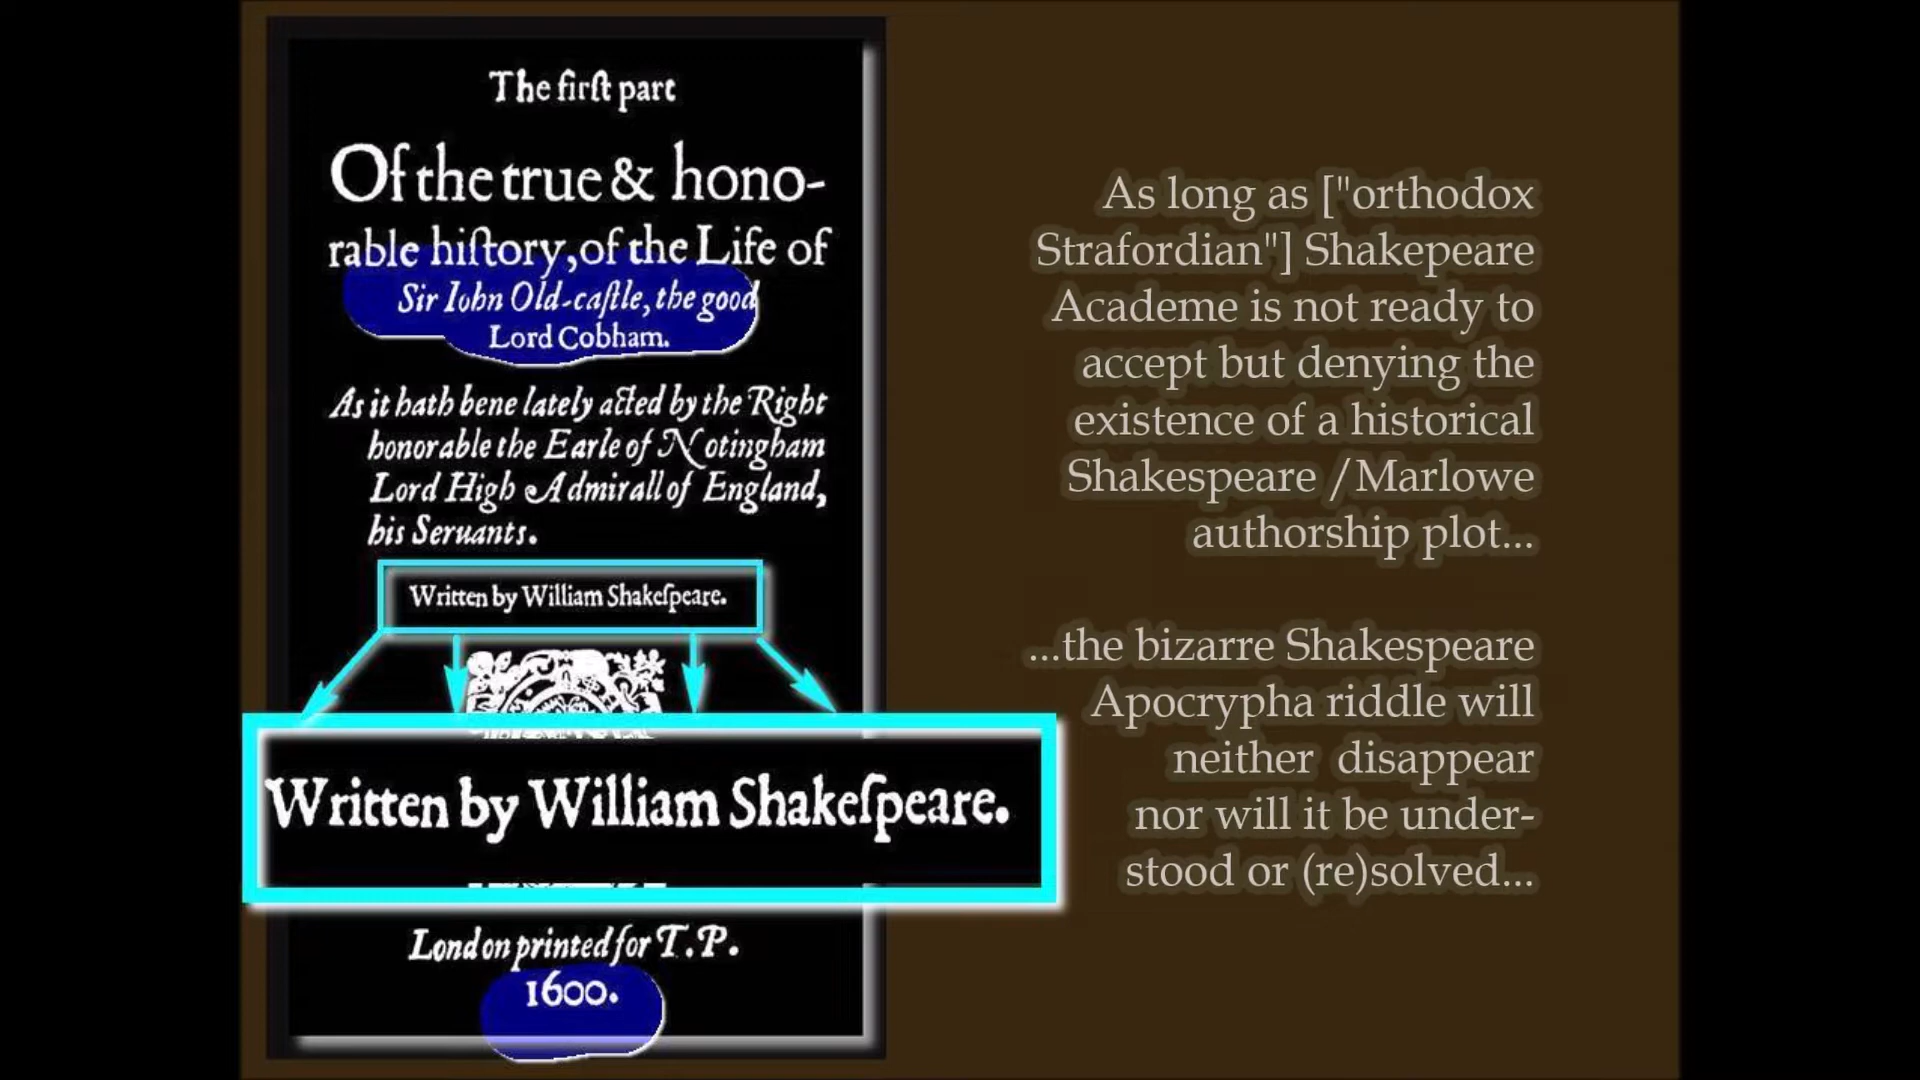 The firſt part
Of the true & hono-
rable hiſtory, of the Life of
Sir Iohn Old-caſtle, the good
Lord Cobham.
As it hath bene lately acted by the Right
honorable the Earle of Notingham
Lord High Admirall of England,
his Seruants.
Written by William Shakeſpeare.
Written by William Shakeſpeare.
London printed for T.P.
1600.
As long as ["orthodox
Strafordian"] Shakepeare
Academe is not ready to
accept but denying the
existence of a historical
Shakespeare /Marlowe
authorship plot...
...the bizarre Shakespeare
Apocrypha riddle will
neither disappear
nor will it be under-
stood or (re)solved...